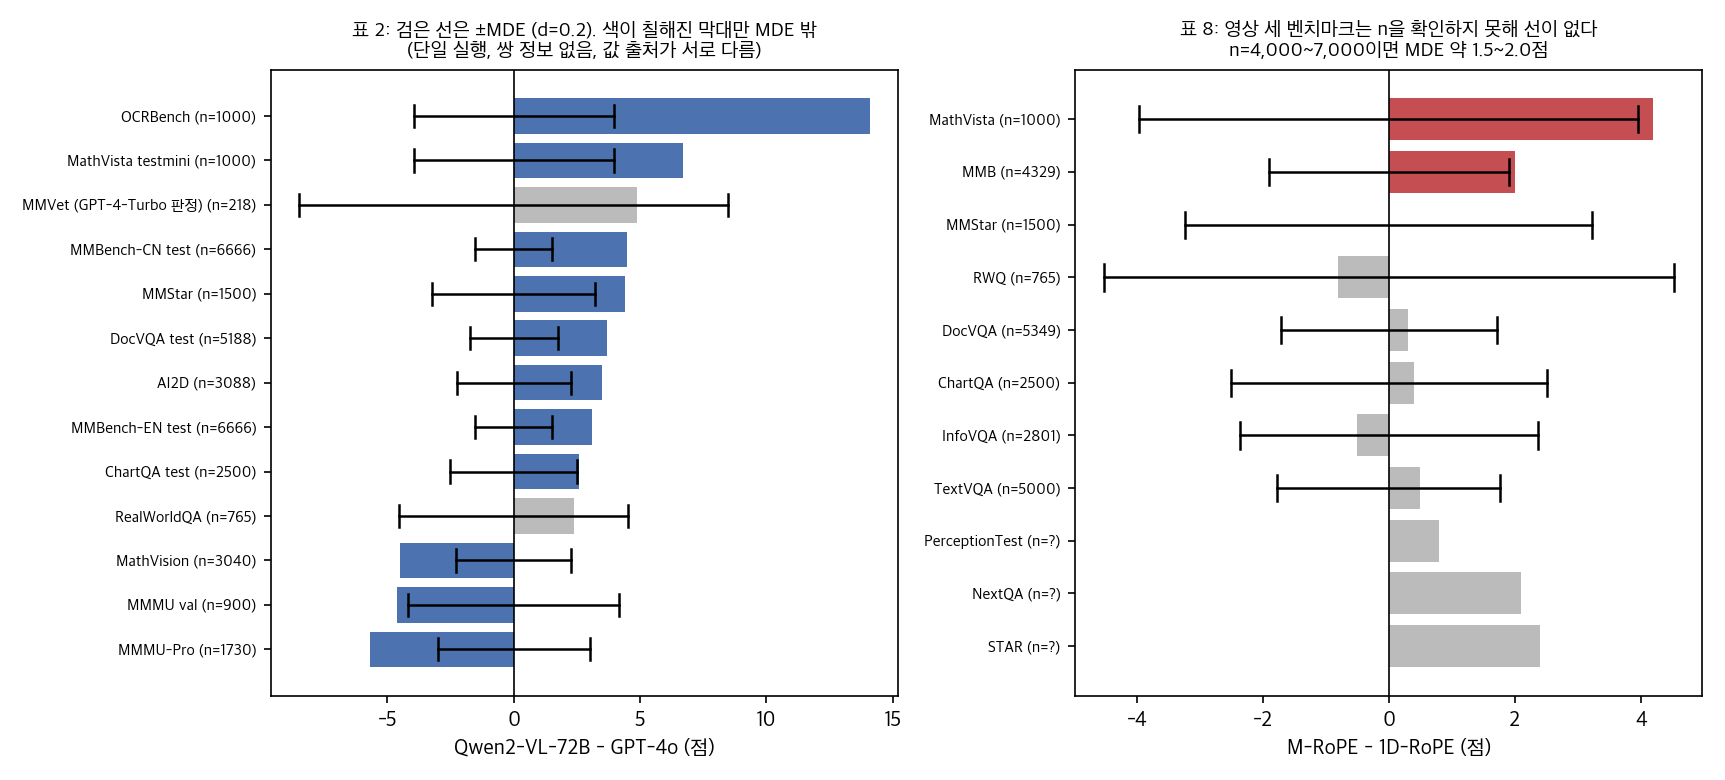 표 2: 검은 선은 ±MDE (d=0.2). 색이 칠해진 막대만 MDE 밖
(단일 실행, 쌍 정보 없음, 값 출처가 서로 다름)
OCRBench (n=1000)
MathVista testmini (n=1000)
MMVet (GPT-4-Turbo 판정) (n=218)
MMBench-CN test (n=6666)
MMStar (n=1500)
DocVQA test (n=5188)
AI2D (n=3088)
MMBench-EN test (n=6666)
ChartQA test (n=2500)
RealWorldQA (n=765)
MathVision (n=3040)
MMMU val (n=900)
MMMU-Pro (n=1730)
-5 0 5 10 15
Qwen2-VL-72B - GPT-4o (점)
표 8: 영상 세 벤치마크는 n을 확인하지 못해 선이 없다
n=4,000~7,000이면 MDE 약 1.5~2.0점
MathVista (n=1000)
MMB (n=4329)
MMStar (n=1500)
RWQ (n=765)
DocVQA (n=5349)
ChartQA (n=2500)
InfoVQA (n=2801)
TextVQA (n=5000)
PerceptionTest (n=?)
NextQA (n=?)
STAR (n=?)
-4 -2 0 2 4
M-RoPE - 1D-RoPE (점)